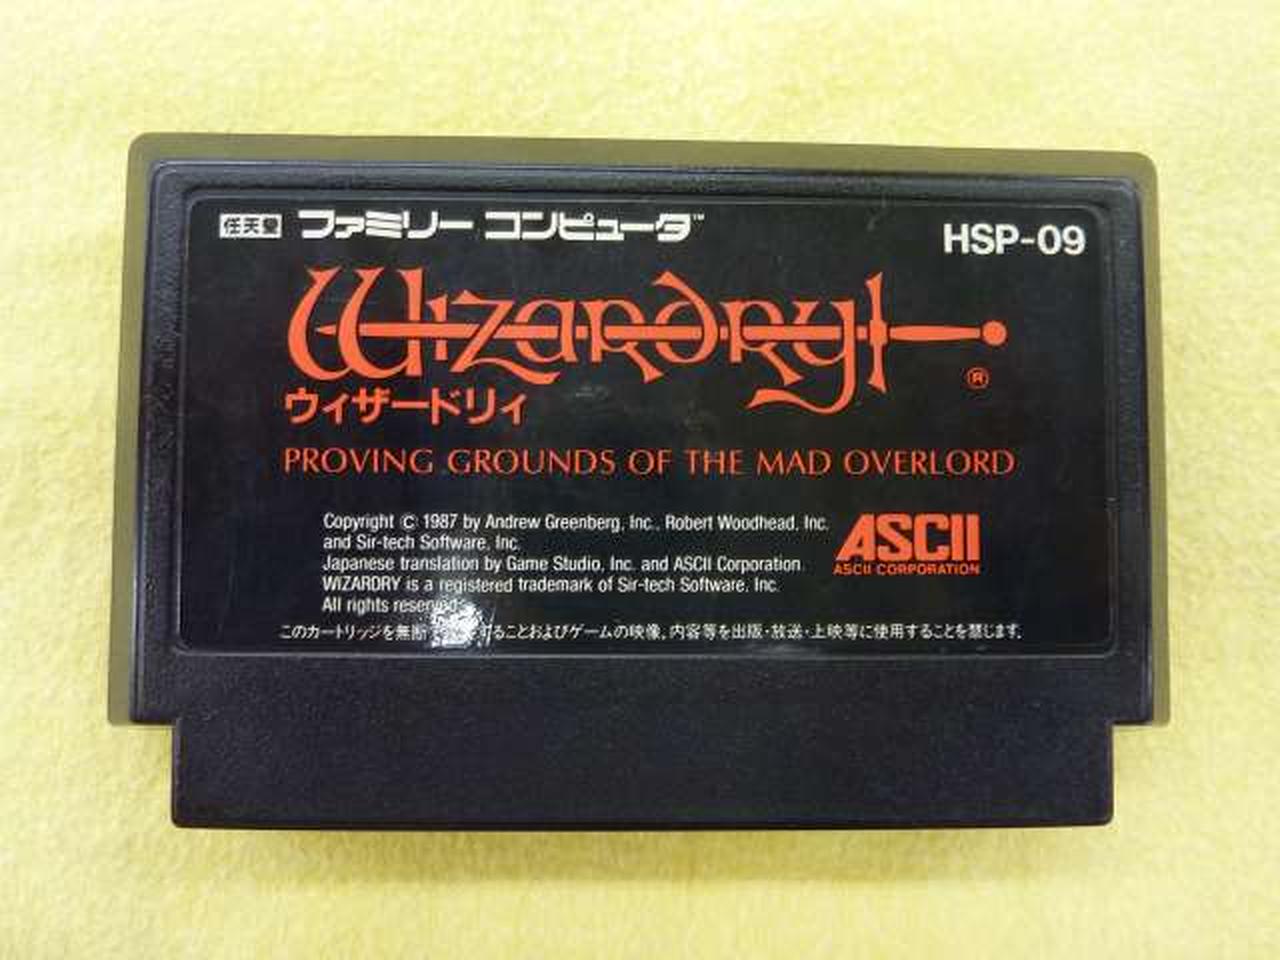 任天堂 ファミリー コンピュータ™
HSP-09
Wizardry
®
ウィザードリィ
PROVING GROUNDS OF THE MAD OVERLORD
Copyright © 1987 by Andrew Greenberg, Inc., Robert Woodhead, Inc.
and Sir-tech Software, Inc.
Japanese translation by Game Studio, Inc. and ASCII Corporation.
WIZARDRY is a registered trademark of Sir-tech Software, Inc.
All rights reserved.
ASCII
ASCII CORPORATION
このカートリッジを無断 することおよびゲームの映像、内容等を出版・放送・上映等に使用することを禁じます。